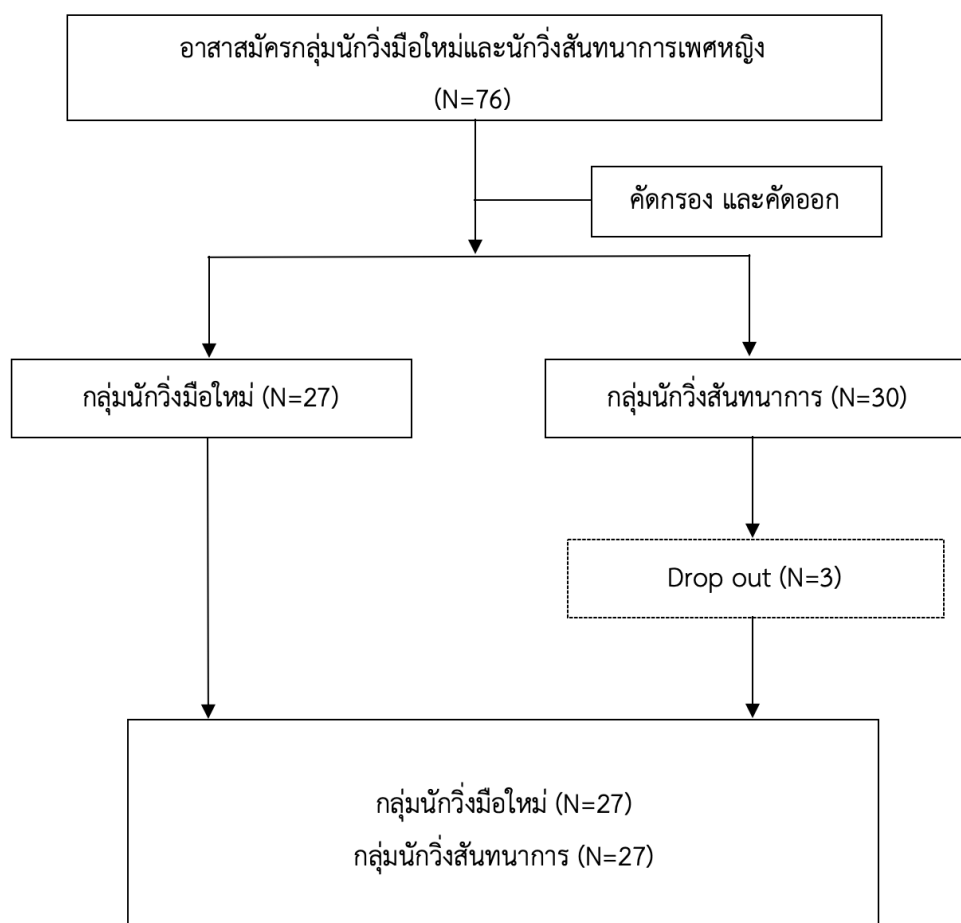 อาสาสมัครกลุ่มนักวิ่งมือใหม่และนักวิ่งสันทนาการเพศหญิง
(N=76)
คัดกรอง และคัดออก
กลุ่มนักวิ่งมือใหม่ (N=27)
กลุ่มนักวิ่งสันทนาการ (N=30)
Drop out (N=3)
กลุ่มนักวิ่งมือใหม่ (N=27)
กลุ่มนักวิ่งสันทนาการ (N=27)